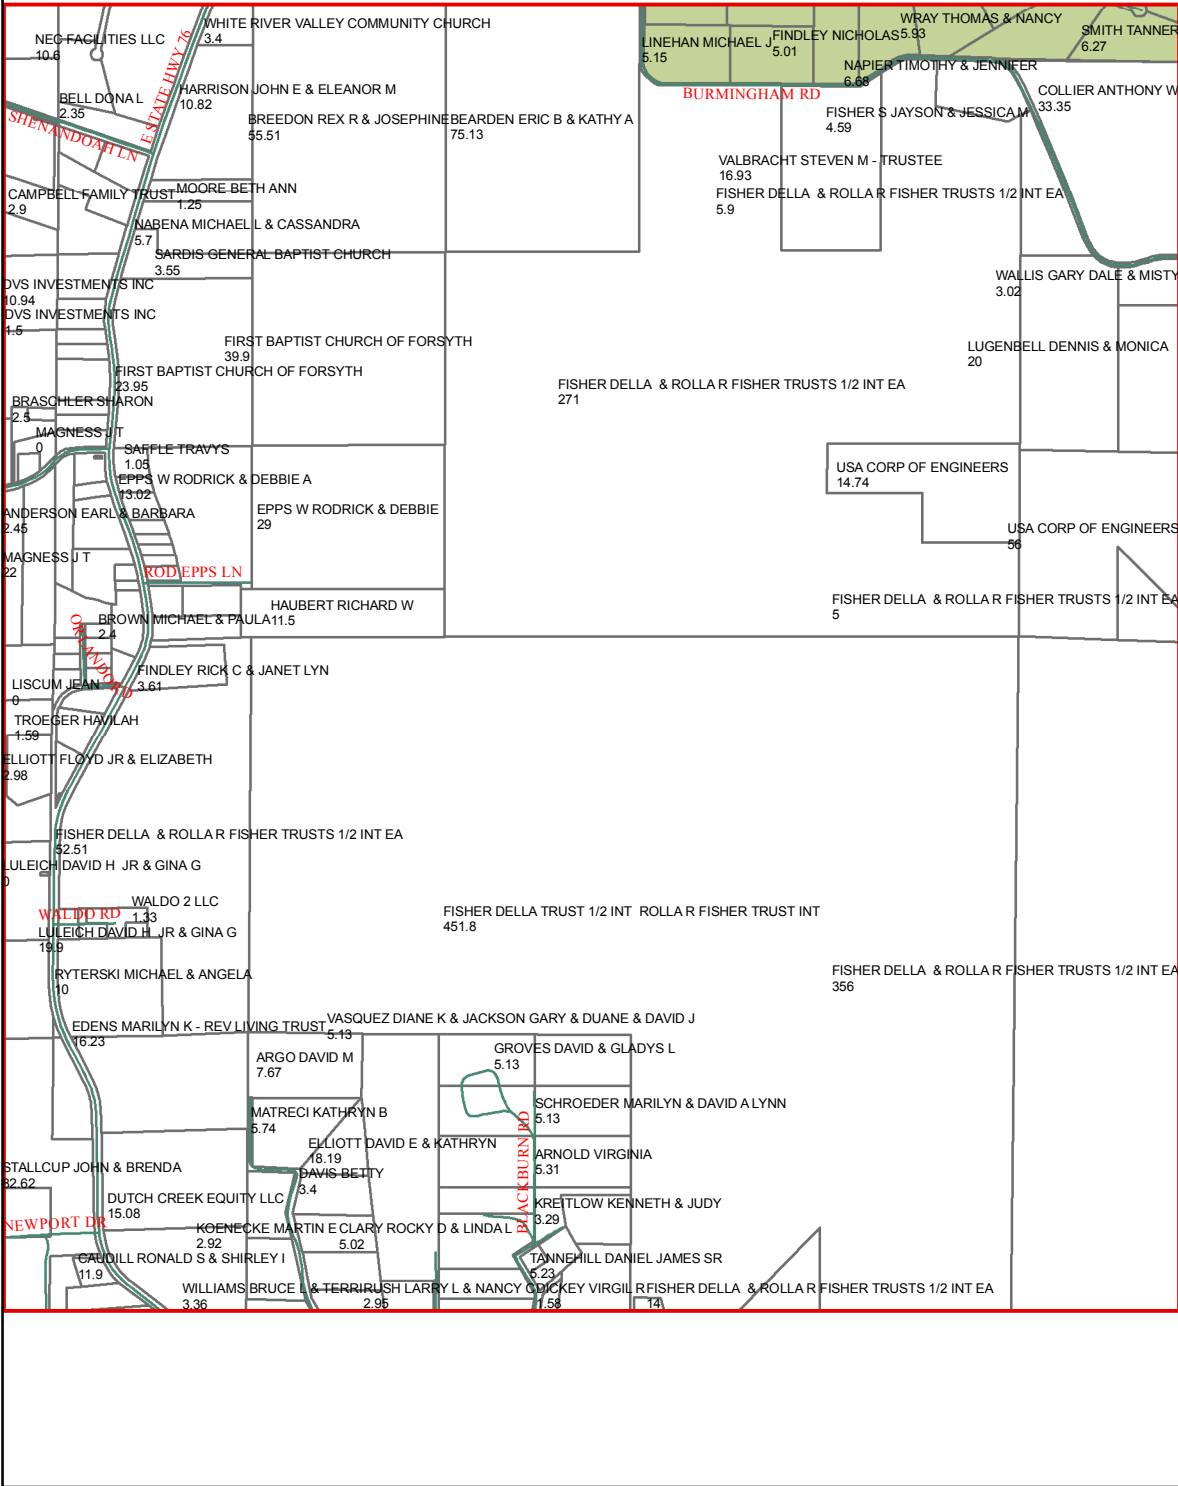 WHITE RIVER VALLEY COMMUNITY CHURCH
3.4
NEC FACILITIES LLC
10.6
E STATE HWY 76
WRAY THOMAS & NANCY
5.93
SMITH TANNER
6.27
LINEHAN MICHAEL J
5.15
FINDLEY NICHOLAS
5.01
NAPIER TIMOTHY & JENNIFER
6.68
BURMINGHAM RD
HARRISON JOHN E & ELEANOR M
10.82
BELL DONA L
2.35
SHENANDOAH LN
COLLIER ANTHONY W
33.35
BREEDON REX R & JOSEPHINE
55.51
BEARDEN ERIC B & KATHY A
75.13
FISHER S JAYSON & JESSICA M
4.59
VALBRACHT STEVEN M - TRUSTEE
16.93
FISHER DELLA & ROLLA R FISHER TRUSTS 1/2 INT EA
5.9
CAMPBELL FAMILY TRUST
2.9
MOORE BETH ANN
1.25
NABENA MICHAEL L & CASSANDRA
5.7
SARDIS GENERAL BAPTIST CHURCH
3.55
WALLIS GARY DALE & MISTY
3.02
DVS INVESTMENTS INC
10.94
DVS INVESTMENTS INC
1.5
FIRST BAPTIST CHURCH OF FORSYTH
39.9
LUGENBELL DENNIS & MONICA
20
FIRST BAPTIST CHURCH OF FORSYTH
23.95
FISHER DELLA & ROLLA R FISHER TRUSTS 1/2 INT EA
271
BRASCHLER SHARON
2.5
MAGNESS J T
0
SAFFLE TRAVYS
1.05
USA CORP OF ENGINEERS
14.74
EPPS W RODRICK & DEBBIE A
13.02
EPPS W RODRICK & DEBBIE
29
ANDERSON EARL & BARBARA
2.45
USA CORP OF ENGINEERS
56
MAGNESS J T
22
ROD EPPS LN
HAUBERT RICHARD W
11.5
FISHER DELLA & ROLLA R FISHER TRUSTS 1/2 INT EA
5
BROWN MICHAEL & PAULA
2.4
ORLANDO RD
FINDLEY RICK C & JANET LYN
3.61
LISCUM JEAN
0
TROEGER HAVILAH
1.59
ELLIOTT FLOYD JR & ELIZABETH
2.98
FISHER DELLA & ROLLA R FISHER TRUSTS 1/2 INT EA
52.51
LULEICH DAVID H JR & GINA G
0
WALDO 2 LLC
1.33
WALDO RD
FISHER DELLA TRUST 1/2 INT ROLLA R FISHER TRUST INT
451.8
LULEICH DAVID H JR & GINA G
19.9
RYTERSKI MICHAEL & ANGELA
10
FISHER DELLA & ROLLA R FISHER TRUSTS 1/2 INT EA
356
EDENS MARILYN K - REV LIVING TRUST
16.23
VASQUEZ DIANE K & JACKSON GARY & DUANE & DAVID J
5.13
ARGO DAVID M
7.67
GROVES DAVID & GLADYS L
5.13
MATRECI KATHRYN B
5.74
SCHROEDER MARILYN & DAVID A LYNN
5.13
BLACKBURN RD
ELLIOTT DAVID E & KATHRYN
18.19
ARNOLD VIRGINIA
5.31
STALLCUP JOHN & BRENDA
82.62
DAVIS BETTY
3.4
DUTCH CREEK EQUITY LLC
15.08
KREITLOW KENNETH & JUDY
3.29
NEWPORT DR
KOENECKE MARTIN E
2.92
CLARY ROCKY D & LINDA L
5.02
CAUDILL RONALD S & SHIRLEY I
11.9
TANNEHILL DANIEL JAMES SR
5.23
WILLIAMS BRUCE L & TERRI
3.36
RUSH LARRY L & NANCY C
2.95
DICKEY VIRGIL R
1.58
FISHER DELLA & ROLLA R FISHER TRUSTS 1/2 INT EA
14